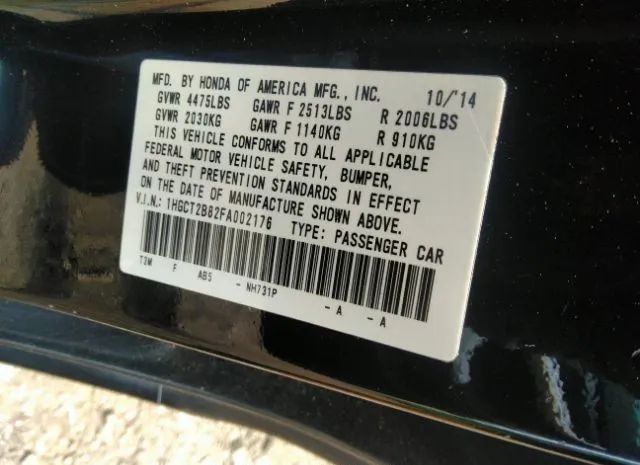 MFD. BY HONDA OF AMERICA MFG., INC. 10/'14
GVWR 4475LBS GAWR F 2513LBS R 2006LBS
GVWR 2030KG GAWR F 1140KG R 910KG
THIS VEHICLE CONFORMS TO ALL APPLICABLE
FEDERAL MOTOR VEHICLE SAFETY, BUMPER,
AND THEFT PREVENTION STANDARDS IN EFFECT
ON THE DATE OF MANUFACTURE SHOWN ABOVE.
V.I.N.: 1HGCT2B82FA002176 TYPE: PASSENGER CAR
T3M F AB5 - NH731P - A - A